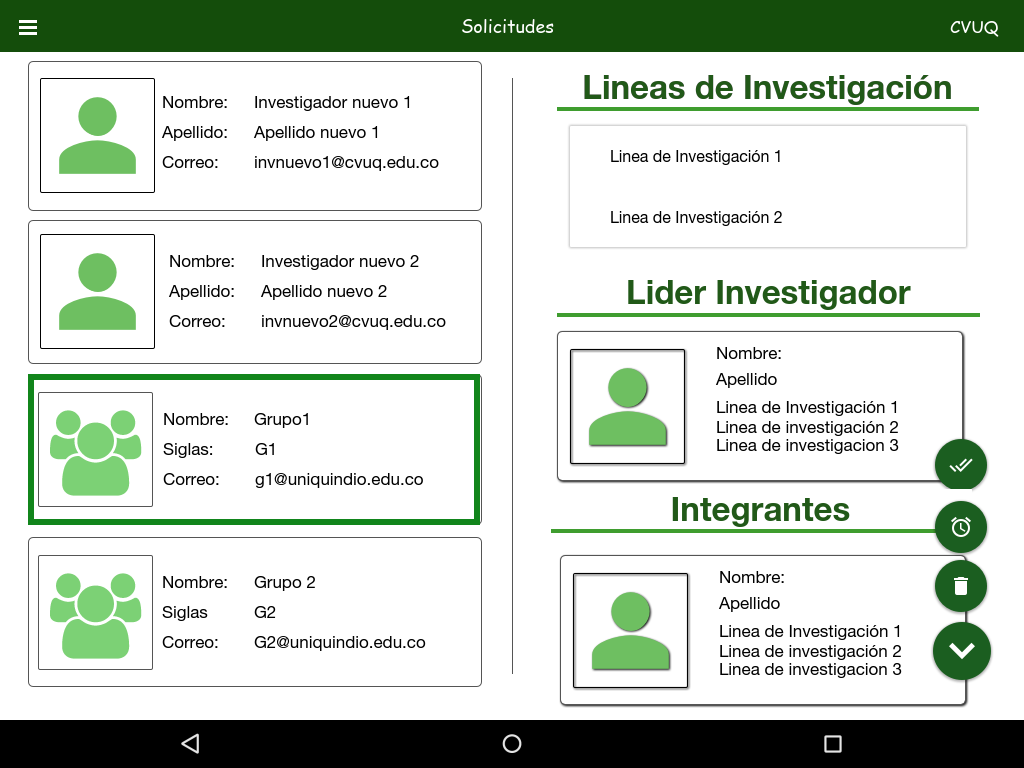 Solicitudes
CVUQ
Nombre: Investigador nuevo 1
Apellido: Apellido nuevo 1
Correo: invnuevo1@cvuq.edu.co
Nombre: Investigador nuevo 2
Apellido: Apellido nuevo 2
Correo: invnuevo2@cvuq.edu.co
Nombre: Grupo1
Siglas: G1
Correo: g1@uniquindio.edu.co
Nombre: Grupo 2
Siglas G2
Correo: G2@uniquindio.edu.co
Lineas de Investigación
Linea de Investigación 1
Linea de Investigación 2
Lider Investigador
Nombre:
Apellido
Linea de Investigación 1
Linea de investigación 2
Linea de investigacion 3
Integrantes
Nombre:
Apellido
Linea de Investigación 1
Linea de investigación 2
Linea de investigacion 3